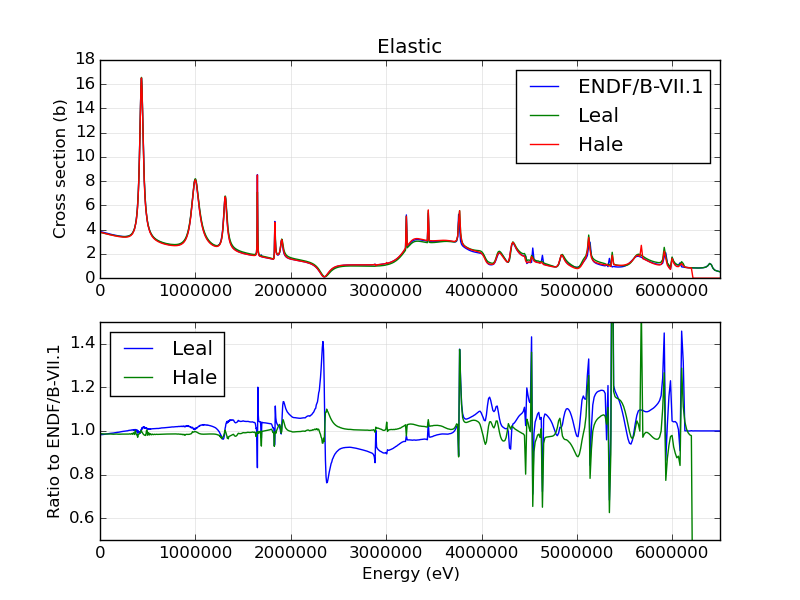 Elastic
18
16
14
12
10
8
6
4
2
0
Cross section (b)
ENDF/B-VII.1
Leal
Hale
0 1000000 2000000 3000000 4000000 5000000 6000000
1.4
1.2
1.0
0.8
0.6
Ratio to ENDF/B-VII.1
Leal
Hale
0 1000000 2000000 3000000 4000000 5000000 6000000
Energy (eV)